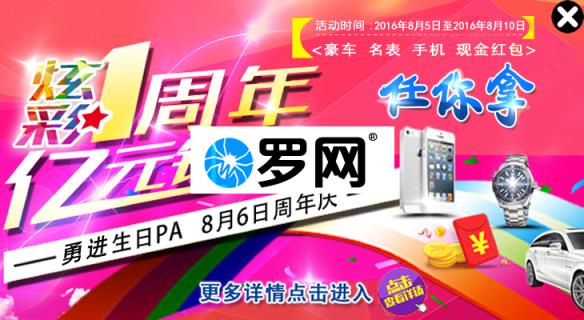 活动时间:2016年8月5日至2016年8月10日
<豪车 名表 手机 现金红包>
炫彩1周年
任你拿
亿元
罗网®
勇进生日PA 8月6日周年庆
¥
更多详情点击进入
点击
查看详活